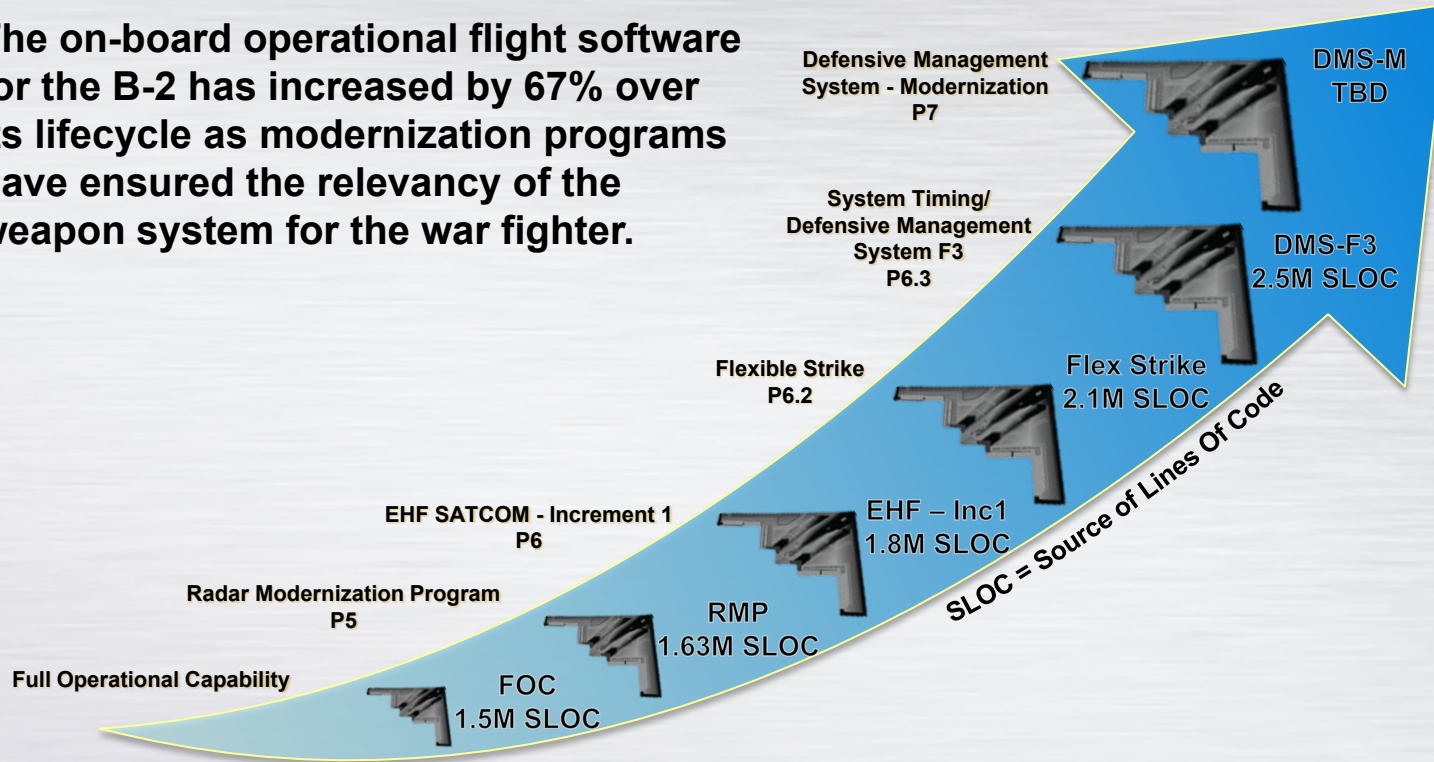 he on-board operational flight software
or the B-2 has increased by 67% over
ts lifecycle as modernization programs
ave ensured the relevancy of the
weapon system for the war fighter.
Defensive Management
System - Modernization
P7
DMS-M
TBD
System Timing/
Defensive Management
System F3
P6.3
DMS-F3
2.5M SLOC
Flexible Strike
P6.2
Flex Strike
2.1M SLOC
EHF SATCOM - Increment 1
P6
EHF – Inc1
1.8M SLOC
SLOC = Source of Lines Of Code
Radar Modernization Program
P5
RMP
1.63M SLOC
Full Operational Capability
FOC
1.5M SLOC